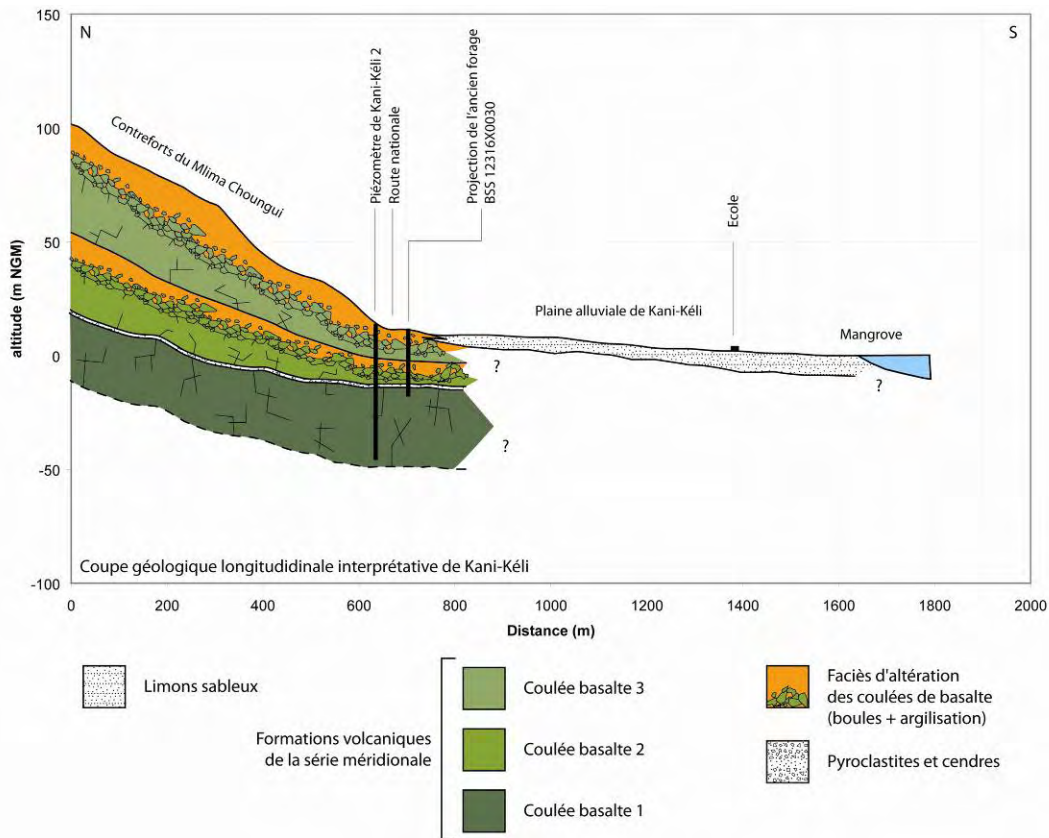 150
100
50
0
-50
-100
altitude (m NGM)
N
S
Contreforts du Mlima Choungui
Piézomètre de Kani-Kéli 2
Route nationale
Projection de l'ancien forage
BSS 12316X0030
Ecole
Plaine alluviale de Kani-Kéli
Mangrove
?
?
?
Coupe géologique longitudidinale interprétative de Kani-Kéli
0 200 400 600 800 1000 1200 1400 1600 1800 2000
Distance (m)
Limons sableux
Formations volcaniques
de la série méridionale
Coulée basalte 3
Coulée basalte 2
Coulée basalte 1
Faciès d'altération
des coulées de basalte
(boules + argilisation)
Pyroclastites et cendres